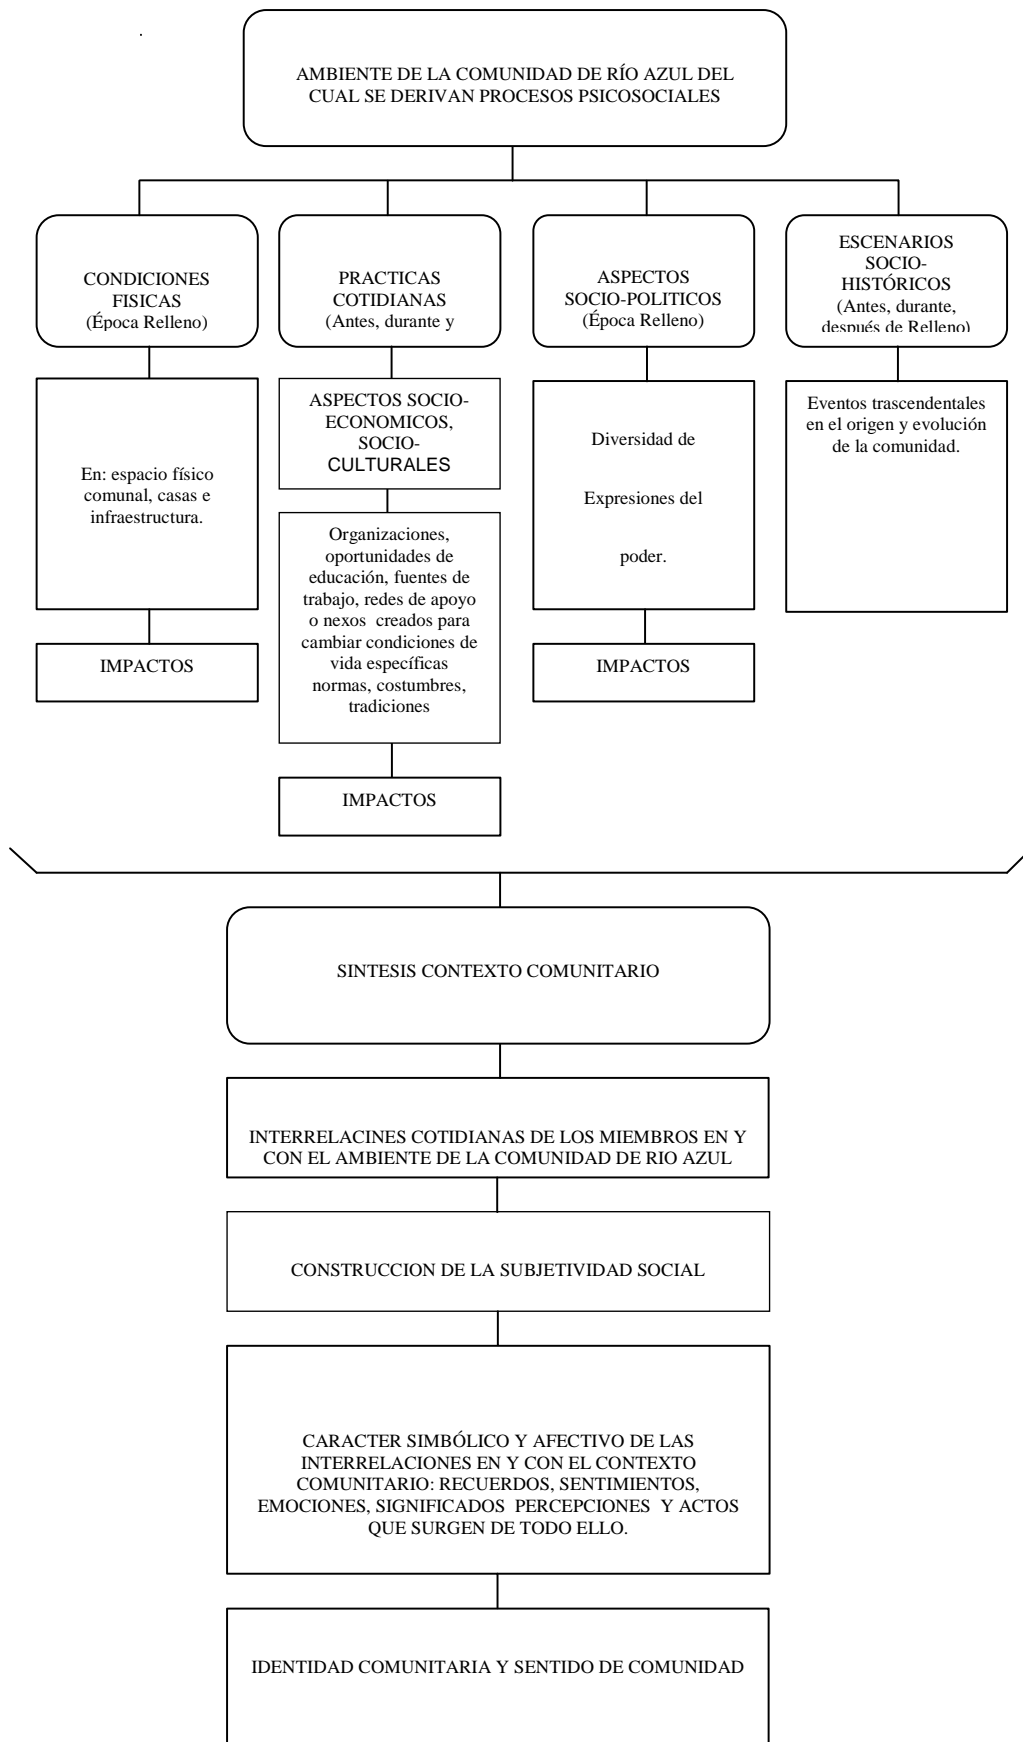 AMBIENTE DE LA COMUNIDAD DE RÍO AZUL DEL
CUAL SE DERIVAN PROCESOS PSICOSOCIALES
CONDICIONES
FISICAS
(Época Relleno)
PRACTICAS
COTIDIANAS
(Antes, durante y
ASPECTOS
SOCIO-POLITICOS
(Época Relleno)
ESCENARIOS
SOCIO-
HISTÓRICOS
(Antes, durante,
después de Relleno)
En: espacio físico
comunal, casas e
infraestructura.
ASPECTOS SOCIO-
ECONOMICOS,
SOCIO-
CULTURALES
Diversidad de
Expresiones del
poder.
Eventos trascendentales
en el origen y evolución
de la comunidad.
Organizaciones,
oportunidades de
educación, fuentes de
trabajo, redes de apoyo
o nexos creados para
cambiar condiciones de
vida específicas
normas, costumbres,
tradiciones
IMPACTOS
IMPACTOS
IMPACTOS
SINTESIS CONTEXTO COMUNITARIO
INTERRELACINES COTIDIANAS DE LOS MIEMBROS EN Y
CON EL AMBIENTE DE LA COMUNIDAD DE RIO AZUL
CONSTRUCCION DE LA SUBJETIVIDAD SOCIAL
CARACTER SIMBÓLICO Y AFECTIVO DE LAS
INTERRELACIONES EN Y CON EL CONTEXTO
COMUNITARIO: RECUERDOS, SENTIMIENTOS,
EMOCIONES, SIGNIFICADOS PERCEPCIONES Y ACTOS
QUE SURGEN DE TODO ELLO.
IDENTIDAD COMUNITARIA Y SENTIDO DE COMUNIDAD